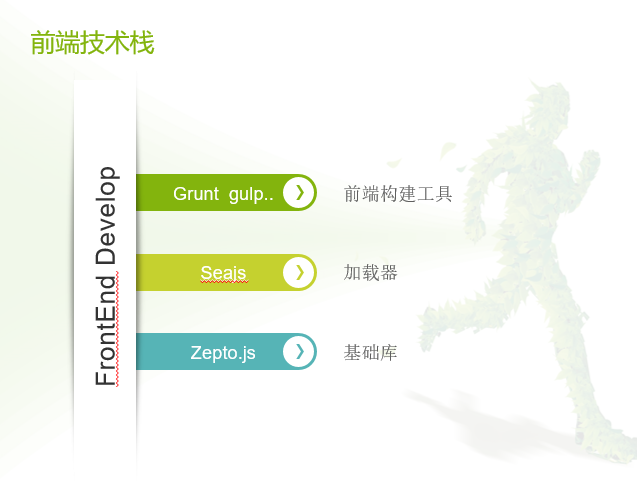 前端技术栈
FrontEnd Develop
Grunt gulp..
前端构建工具
Seajs
加载器
Zepto.js
基础库